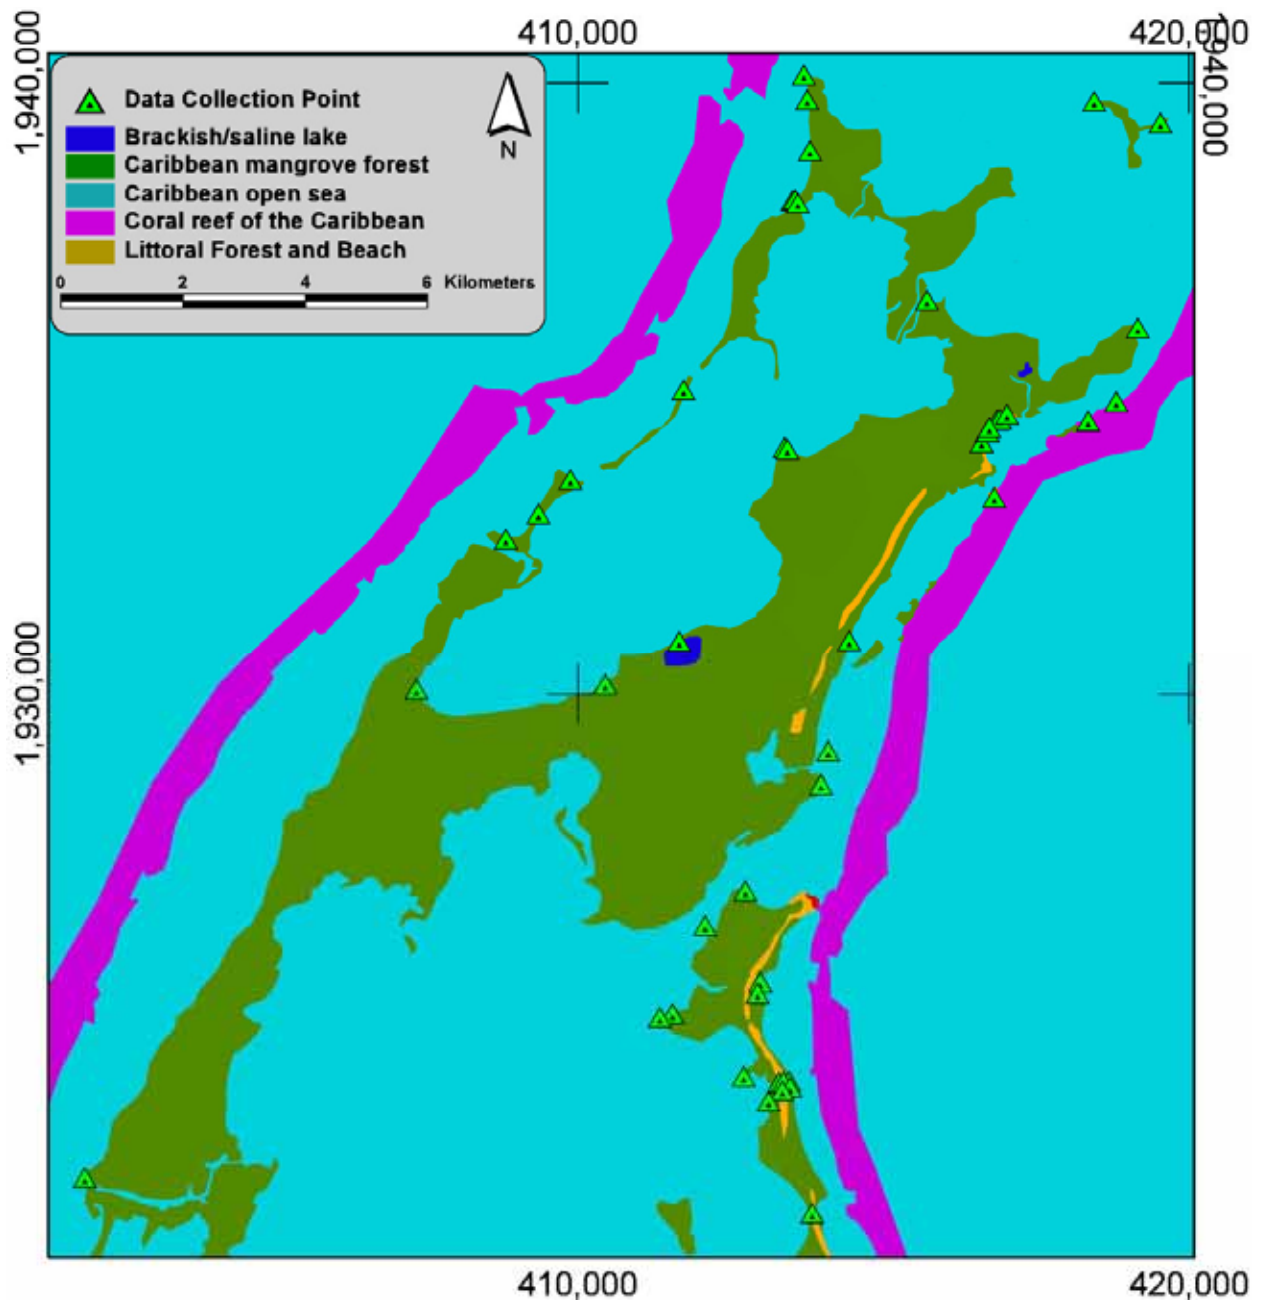 410,000 420,000
1,940,000
1,940,000
Data Collection Point
Brackish/saline lake
Caribbean mangrove forest
Caribbean open sea
Coral reef of the Caribbean
Littoral Forest and Beach
N
0 2 4 6 Kilometers
1,930,000
410,000 420,000